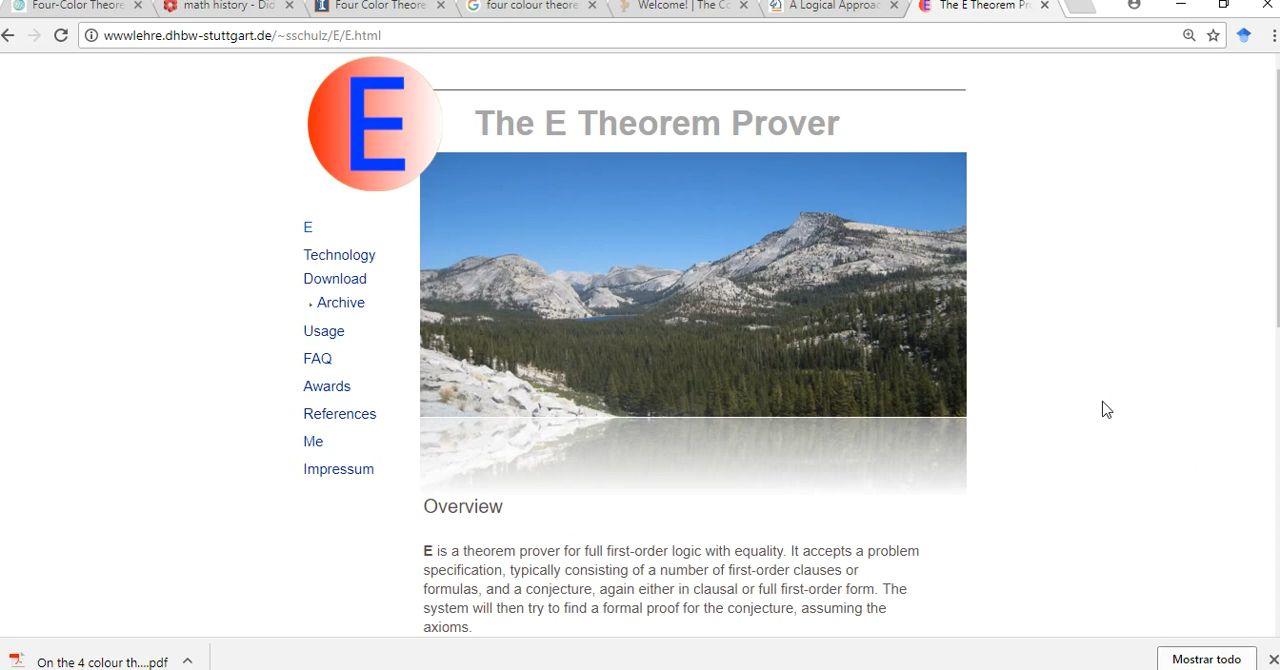 Four-Color Theore
math history - Did
Four Color Theore
four colour theore
Welcome! | The Co
A Logical Approac
The E Theorem Pr
wwwlehre.dhbw-stuttgart.de/~sschulz/E/E.html
E
The E Theorem Prover
E
Technology
Download
Archive
Usage
FAQ
Awards
References
Me
Impressum
Overview
E is a theorem prover for full first-order logic with equality. It accepts a problem
specification, typically consisting of a number of first-order clauses or
formulas, and a conjecture, again either in clausal or full first-order form. The
system will then try to find a formal proof for the conjecture, assuming the
axioms.
On the 4 colour th....pdf
Mostrar todo